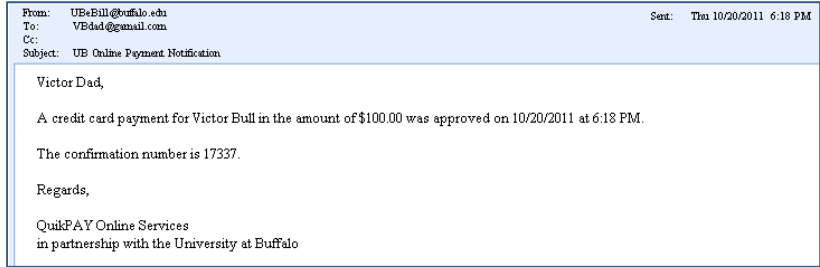 From: UBeBill@buffalo.edu Sent: Thu 10/20/2011 6:18 PM
To: VBdad@gamail.com
Cc:
Subject: UB Online Payment Notification
Victor Dad,
A credit card payment for Victor Bull in the amount of $100.00 was approved on 10/20/2011 at 6:18 PM.
The confirmation number is 17337.
Regards,
QuikPAY Online Services
in partnership with the University at Buffalo